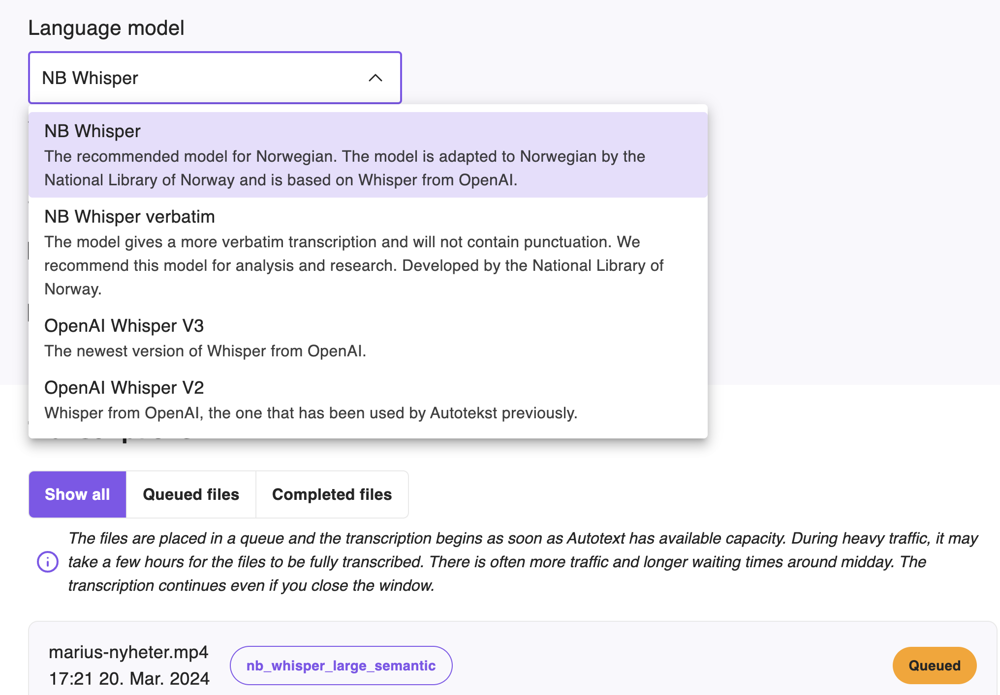 Language model
NB Whisper
NB Whisper
The recommended model for Norwegian. The model is adapted to Norwegian by the
National Library of Norway and is based on Whisper from OpenAI.
NB Whisper verbatim
The model gives a more verbatim transcription and will not contain punctuation. We
recommend this model for analysis and research. Developed by the National Library of
Norway.
OpenAI Whisper V3
The newest version of Whisper from OpenAI.
OpenAI Whisper V2
Whisper from OpenAI, the one that has been used by Autotekst previously.
Show all
Queued files
Completed files
The files are placed in a queue and the transcription begins as soon as Autotext has available capacity. During heavy traffic, it may
take a few hours for the files to be fully transcribed. There is often more traffic and longer waiting times around midday. The
transcription continues even if you close the window.
marius-nyheter.mp4
17:21 20. Mar. 2024
nb_whisper_large_semantic
Queued